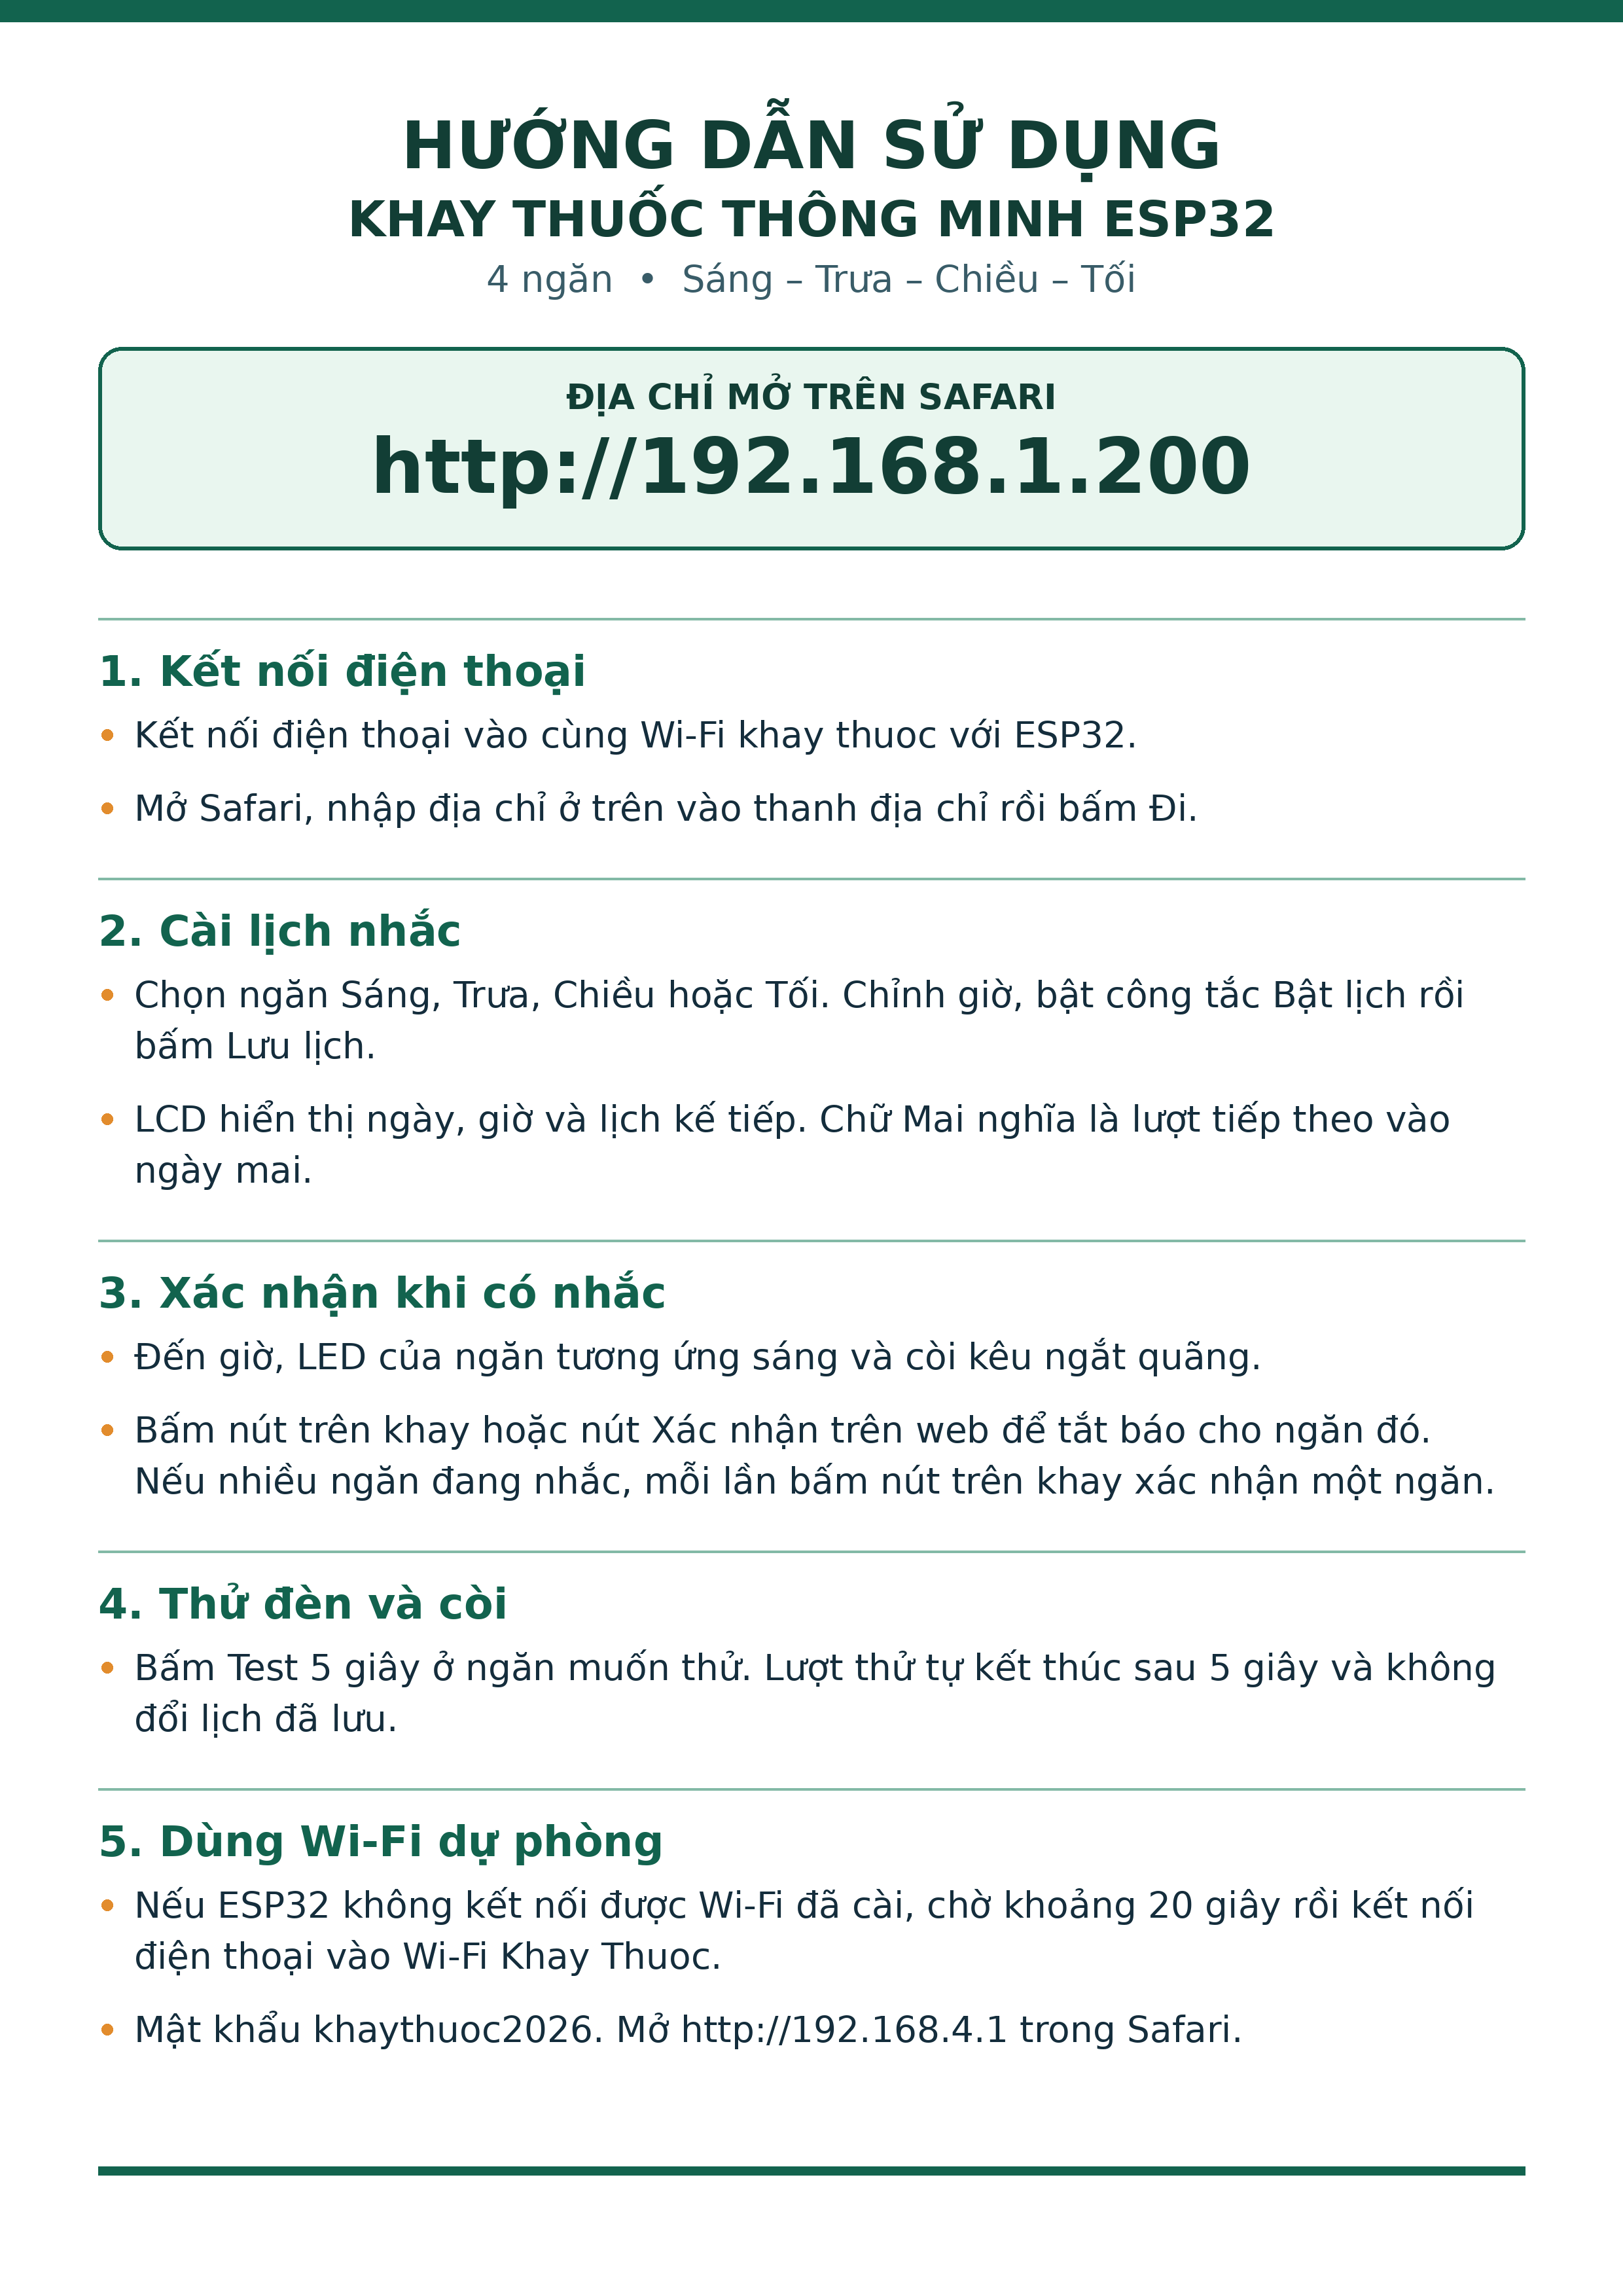 HƯỚNG DẪN SỬ DỤNG
KHAY THUỐC THÔNG MINH ESP32
4 ngăn • Sáng – Trưa – Chiều – Tối
ĐỊA CHỈ MỞ TRÊN SAFARI
http://192.168.1.200
1. Kết nối điện thoại
• Kết nối điện thoại vào cùng Wi-Fi khay thuoc với ESP32.
• Mở Safari, nhập địa chỉ ở trên vào thanh địa chỉ rồi bấm Đi.
2. Cài lịch nhắc
• Chọn ngăn Sáng, Trưa, Chiều hoặc Tối. Chỉnh giờ, bật công tắc Bật lịch rồi
bấm Lưu lịch.
• LCD hiển thị ngày, giờ và lịch kế tiếp. Chữ Mai nghĩa là lượt tiếp theo vào
ngày mai.
3. Xác nhận khi có nhắc
• Đến giờ, LED của ngăn tương ứng sáng và còi kêu ngắt quãng.
• Bấm nút trên khay hoặc nút Xác nhận trên web để tắt báo cho ngăn đó.
Nếu nhiều ngăn đang nhắc, mỗi lần bấm nút trên khay xác nhận một ngăn.
4. Thử đèn và còi
• Bấm Test 5 giây ở ngăn muốn thử. Lượt thử tự kết thúc sau 5 giây và không
đổi lịch đã lưu.
5. Dùng Wi-Fi dự phòng
• Nếu ESP32 không kết nối được Wi-Fi đã cài, chờ khoảng 20 giây rồi kết nối
điện thoại vào Wi-Fi Khay Thuoc.
• Mật khẩu khaythuoc2026. Mở http://192.168.4.1 trong Safari.